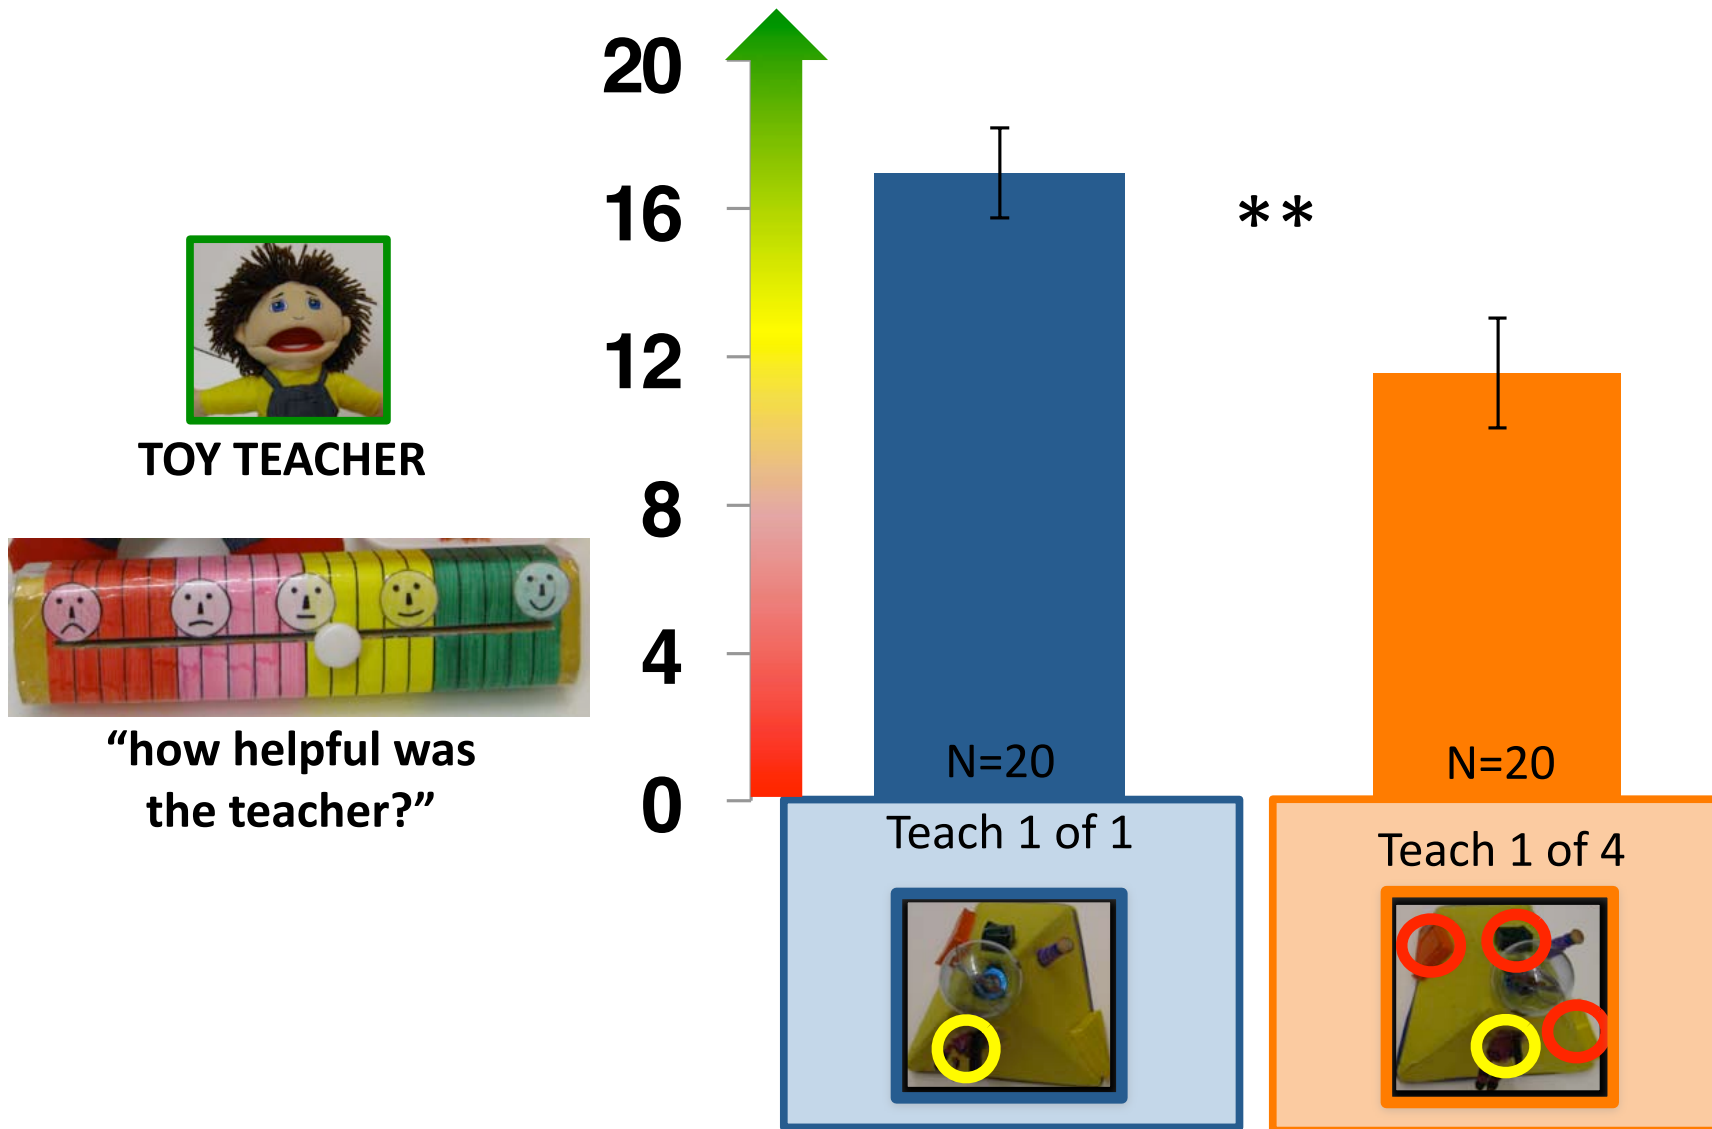 20
16
12
8
4
0
**
TOY TEACHER
“how helpful was
the teacher?”
N=20
N=20
Teach 1 of 1
Teach 1 of 4